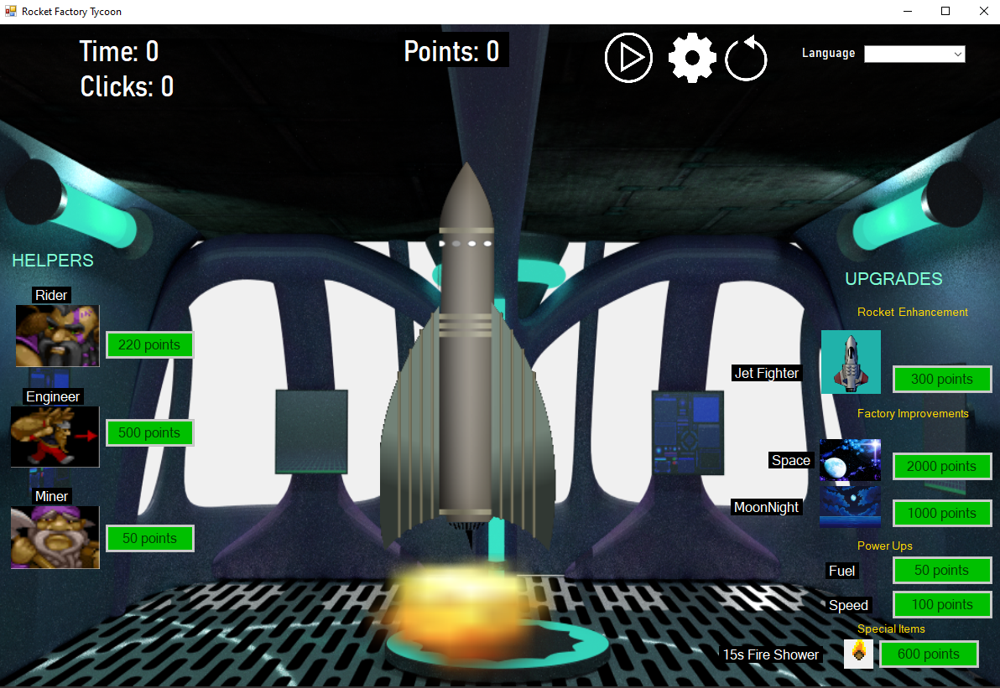 Rocket Factory Tycoon
Time: 0
Clicks: 0
Points: 0
Language
HELPERS
Rider
220 points
Engineer
500 points
Miner
50 points
UPGRADES
Rocket Enhancement
Jet Fighter
300 points
Factory Improvements
Space
2000 points
MoonNight
1000 points
Power Ups
Fuel
50 points
Speed
100 points
Special Items
15s Fire Shower
600 points